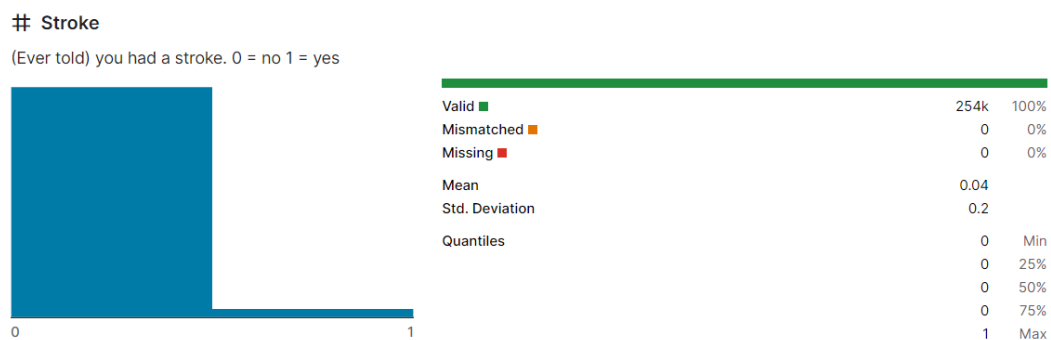 # Stroke
(Ever told) you had a stroke. 0 = no 1 = yes
0 1
Valid 254k 100%
Mismatched 0 0%
Missing 0 0%
Mean 0.04
Std. Deviation 0.2
Quantiles 0 Min
0 25%
0 50%
0 75%
1 Max